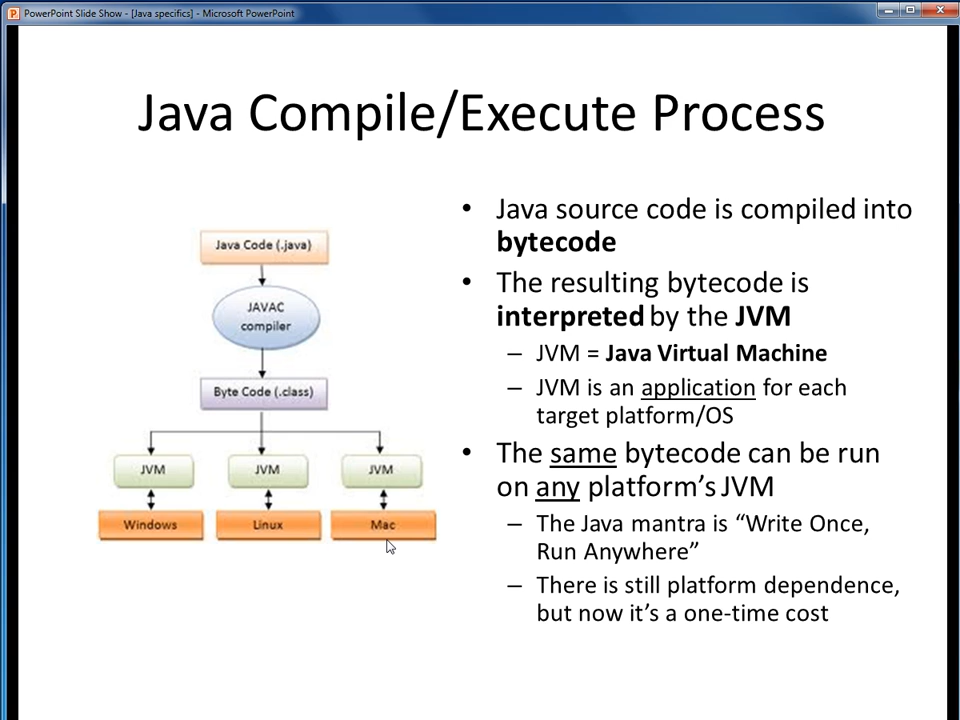 PowerPoint Slide Show - [Java specifics] - Microsoft PowerPoint
Java Compile/Execute Process
Java Code (.java)
JAVAC
compiler
Byte Code (.class)
JVM JVM JVM
Windows Linux Mac
• Java source code is compiled into
bytecode
• The resulting bytecode is
interpreted by the JVM
– JVM = Java Virtual Machine
– JVM is an application for each
target platform/OS
• The same bytecode can be run
on any platform’s JVM
– The Java mantra is “Write Once,
Run Anywhere”
– There is still platform dependence,
but now it’s a one-time cost